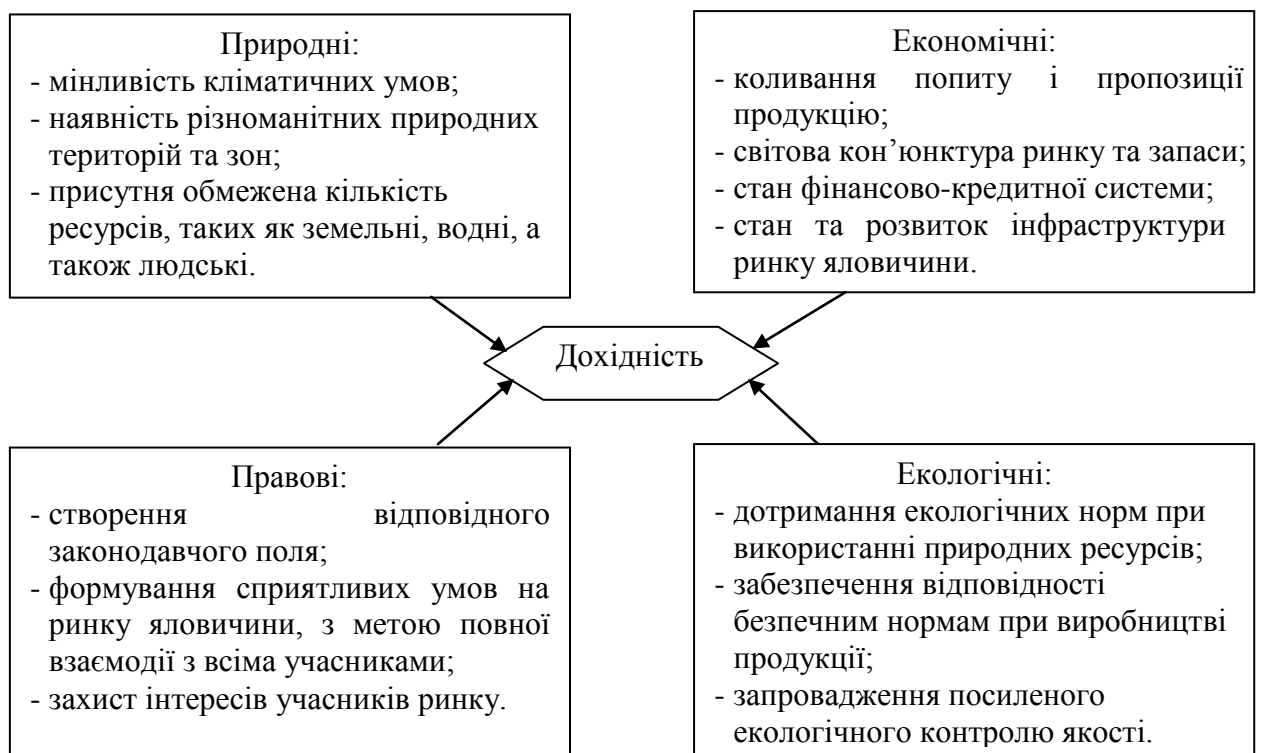 Природні:
- мінливість кліматичних умов;
- наявність різноманітних природних
територій та зон;
- присутня обмежена кількість
ресурсів, таких як земельні, водні, а
також людські.
Економічні:
- коливання попиту і пропозиції
продукцію;
- світова кон’юнктура ринку та запаси;
- стан фінансово-кредитної системи;
- стан та розвиток інфраструктури
ринку яловичини.
Дохідність
Правові:
- створення відповідного
законодавчого поля;
- формування сприятливих умов на
ринку яловичини, з метою повної
взаємодії з всіма учасниками;
- захист інтересів учасників ринку.
Екологічні:
- дотримання екологічних норм при
використанні природних ресурсів;
- забезпечення відповідності
безпечним нормам при виробництві
продукції;
- запровадження посиленого
екологічного контролю якості.